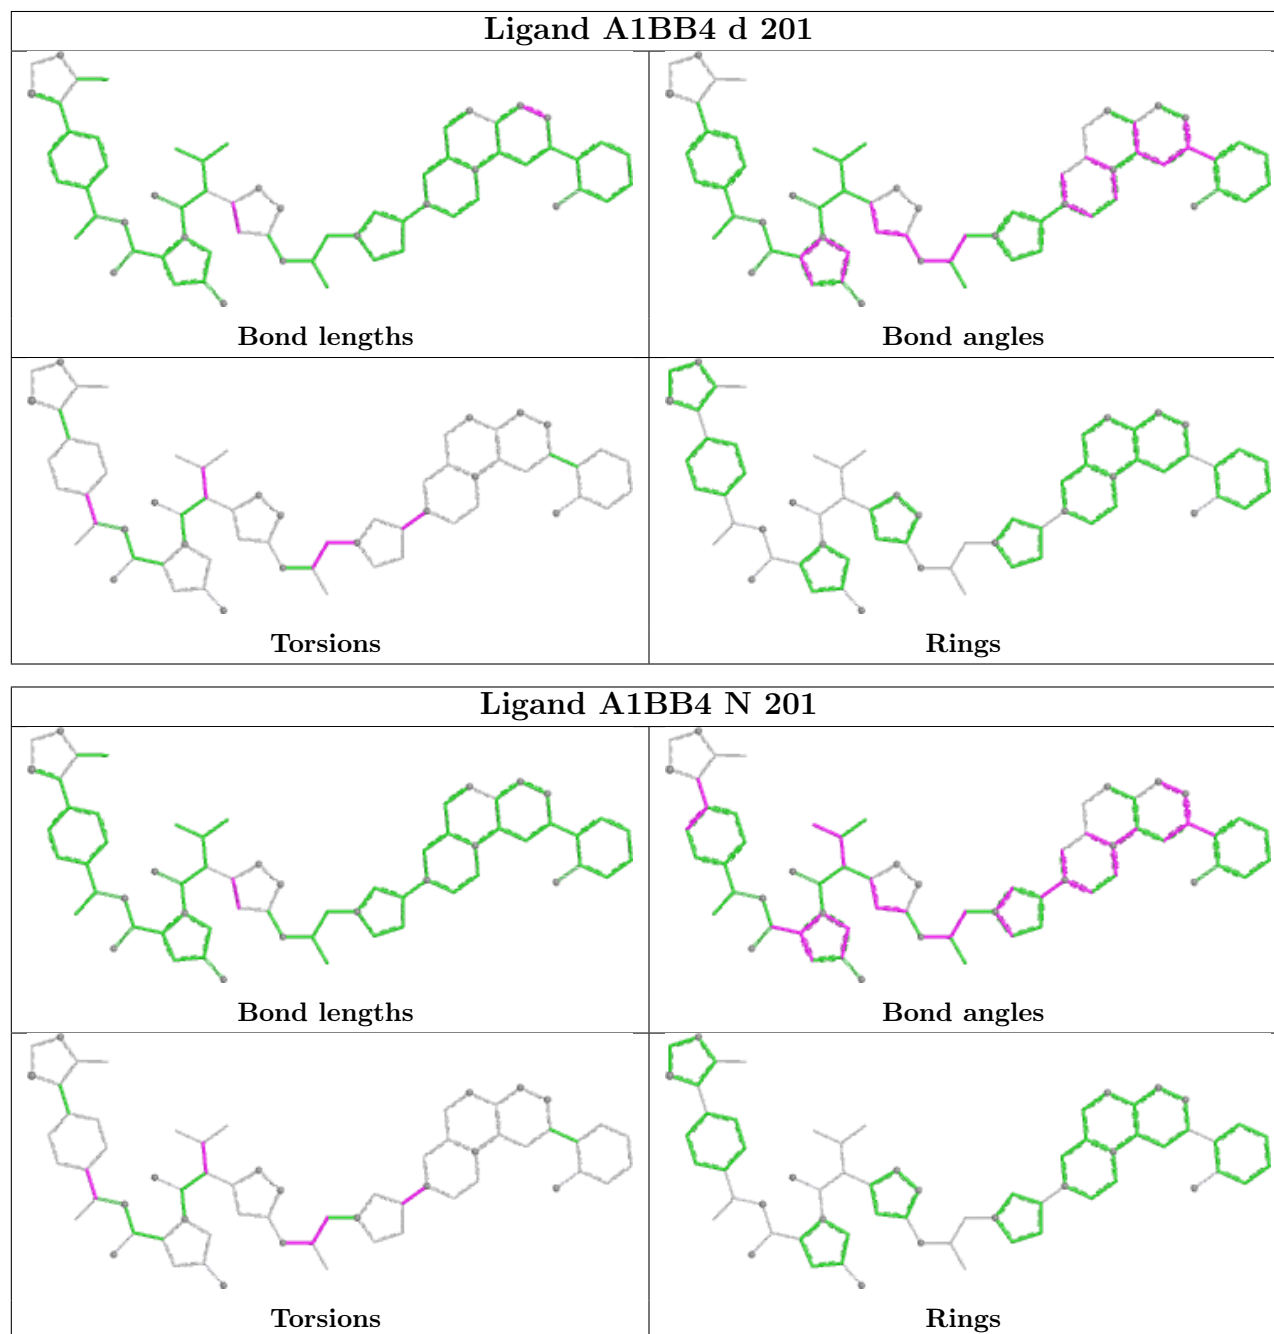 Ligand A1BB4 d 201
Bond lengths
Bond angles
Torsions
Rings
Ligand A1BB4 N 201
Bond lengths
Bond angles
Torsions
Rings